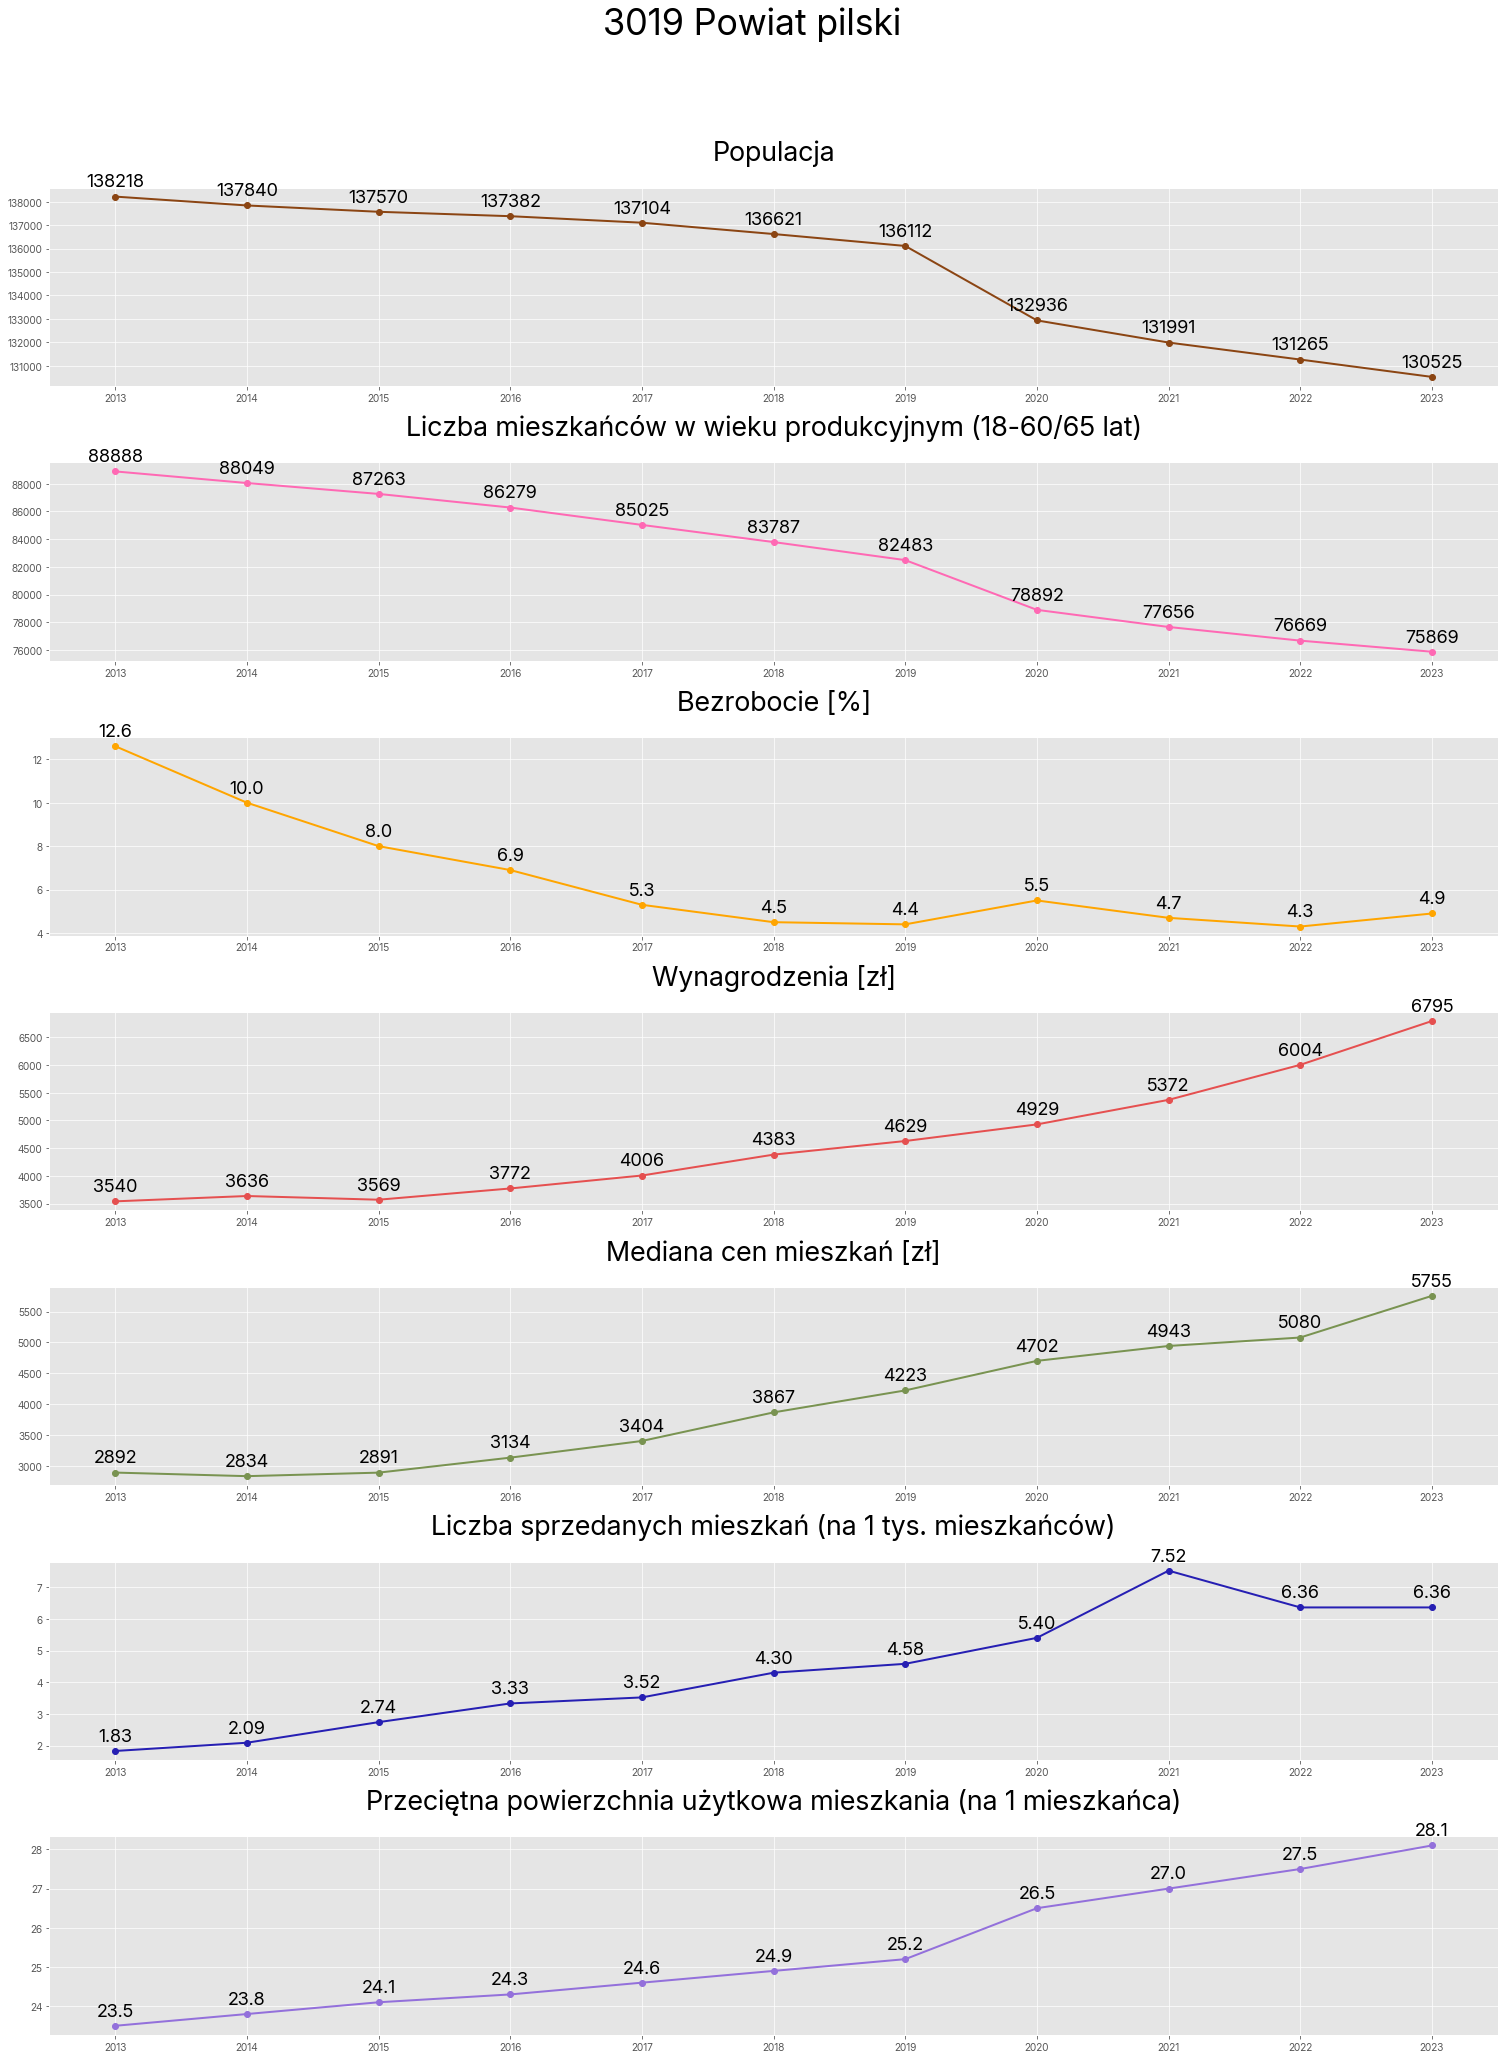 3019 Powiat pilski
Populacja
138218 137840 137570 137382 137104 136621 136112 132936 131991 131265 130525
138000
137000
136000
135000
134000
133000
132000
131000
2013 2014 2015 2016 2017 2018 2019 2020 2021 2022 2023
Liczba mieszkańców w wieku produkcyjnym (18-60/65 lat)
88888 88049 87263 86279 85025 83787 82483 78892 77656 76669 75869
88000
86000
84000
82000
80000
78000
76000
2013 2014 2015 2016 2017 2018 2019 2020 2021 2022 2023
Bezrobocie [%]
12.6 10.0 8.0 6.9 5.3 4.5 4.4 5.5 4.7 4.3 4.9
12
10
8
6
4
2013 2014 2015 2016 2017 2018 2019 2020 2021 2022 2023
Wynagrodzenia [zł]
3540 3636 3569 3772 4006 4383 4629 4929 5372 6004 6795
6500
6000
5500
5000
4500
4000
3500
2013 2014 2015 2016 2017 2018 2019 2020 2021 2022 2023
Mediana cen mieszkań [zł]
2892 2834 2891 3134 3404 3867 4223 4702 4943 5080 5755
5500
5000
4500
4000
3500
3000
2013 2014 2015 2016 2017 2018 2019 2020 2021 2022 2023
Liczba sprzedanych mieszkań (na 1 tys. mieszkańców)
1.83 2.09 2.74 3.33 3.52 4.30 4.58 5.40 7.52 6.36 6.36
7
6
5
4
3
2
2013 2014 2015 2016 2017 2018 2019 2020 2021 2022 2023
Przeciętna powierzchnia użytkowa mieszkania (na 1 mieszkańca)
23.5 23.8 24.1 24.3 24.6 24.9 25.2 26.5 27.0 27.5 28.1
28
27
26
25
24
2013 2014 2015 2016 2017 2018 2019 2020 2021 2022 2023